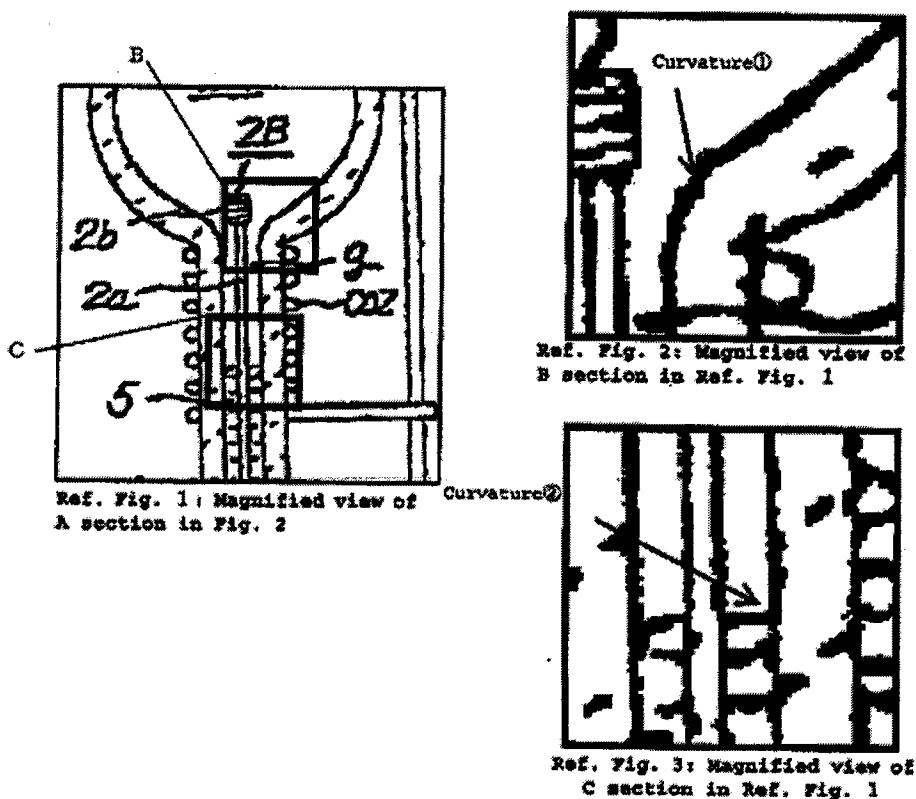 B
2B
2b
9
2a
C
5
Ref. Fig. 1: Magnified view of
A section in Fig. 2
Curvature①
Ref. Fig. 2: Magnified view of
B section in Ref. Fig. 1
Curvature②
Ref. Fig. 3: Magnified view of
C section in Ref. Fig. 1